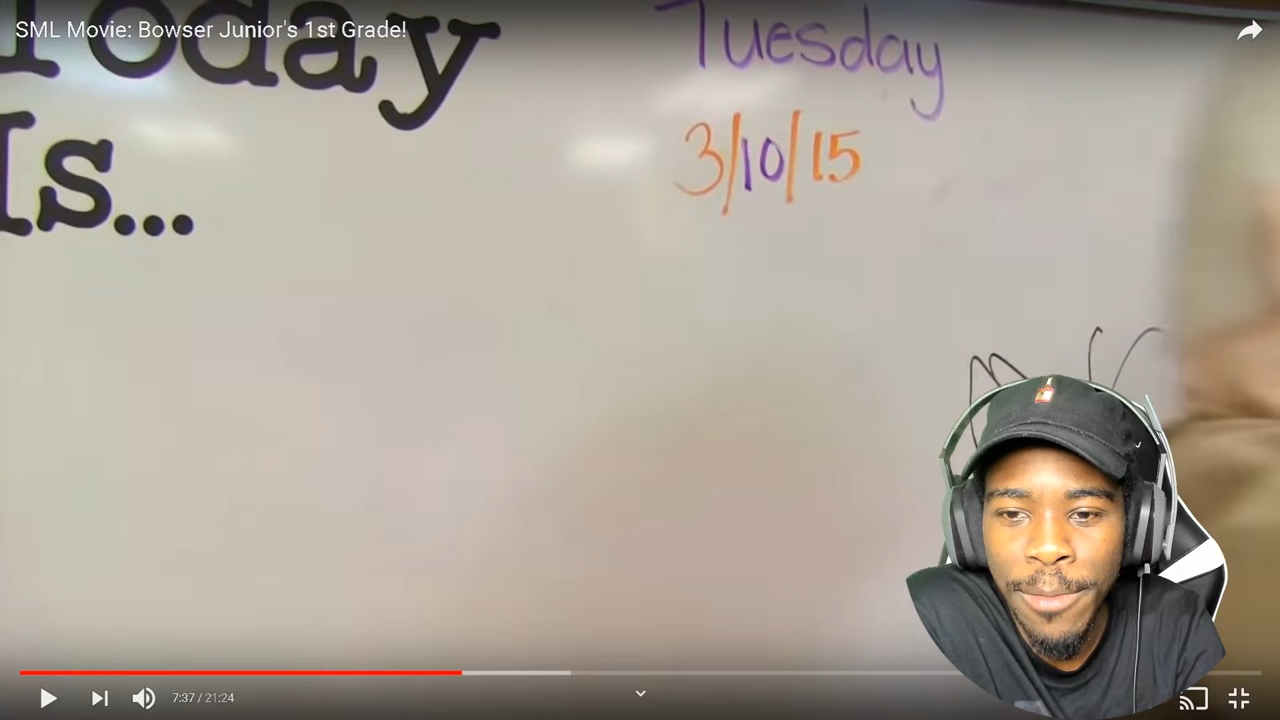 SML Movie: Bowser Junior's 1st Grade!
Today
Is...
Tuesday
3/10/15
7:37 / 21:24